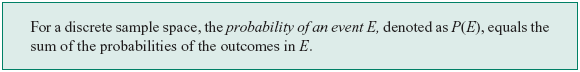 For a discrete sample space, the probability of an event E, denoted as P(E), equals the
sum of the probabilities of the outcomes in E.